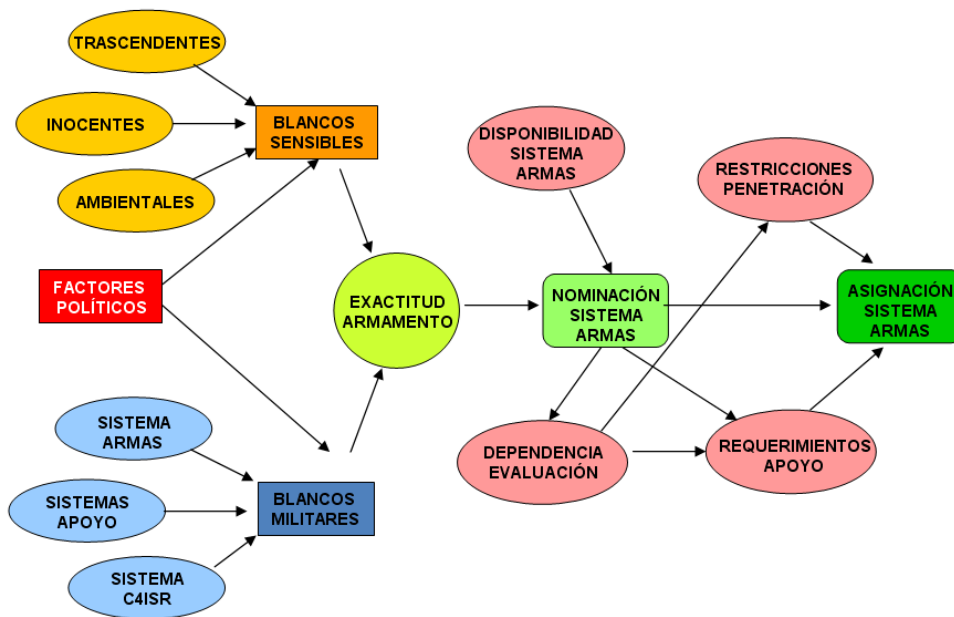 TRASCENDENTES
INOCENTES
AMBIENTALES
BLANCOS
SENSIBLES
FACTORES
POLÍTICOS
SISTEMA
ARMAS
SISTEMAS
APOYO
SISTEMA
C4ISR
BLANCOS
MILITARES
EXACTITUD
ARMAMENTO
DISPONIBILIDAD
SISTEMA
ARMAS
NOMINACIÓN
SISTEMA
ARMAS
DEPENDENCIA
EVALUACIÓN
RESTRICCIONES
PENETRACIÓN
REQUERIMIENTOS
APOYO
ASIGNACIÓN
SISTEMA
ARMAS